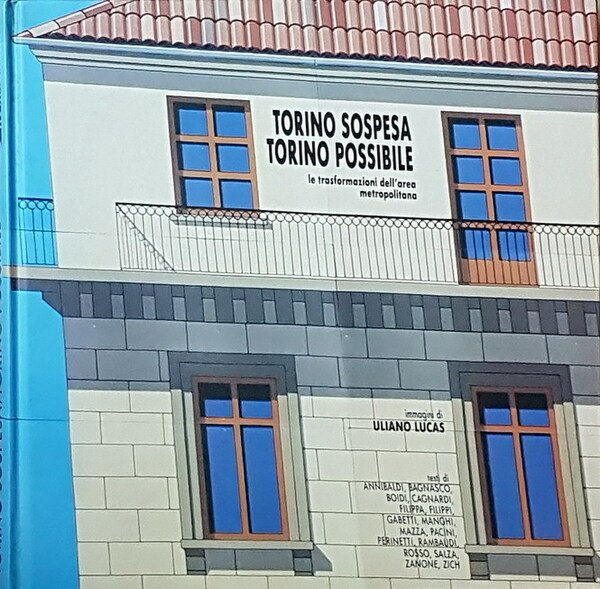 TORINO SOSPESA
TORINO POSSIBILE
le trasformazioni dell'area
metropolitana
immagini di
ULIANO LUCAS
testi di
ANNIBALDI, BAGNASCO,
BOIDI, CAGNARDI,
FILIPPA, FILIPPI,
GABETTI, MANGHI,
MAZZA, PACINI,
PERINETTI, RAMBAUDI,
ROSSO, SALZA,
ZANONE, ZICH